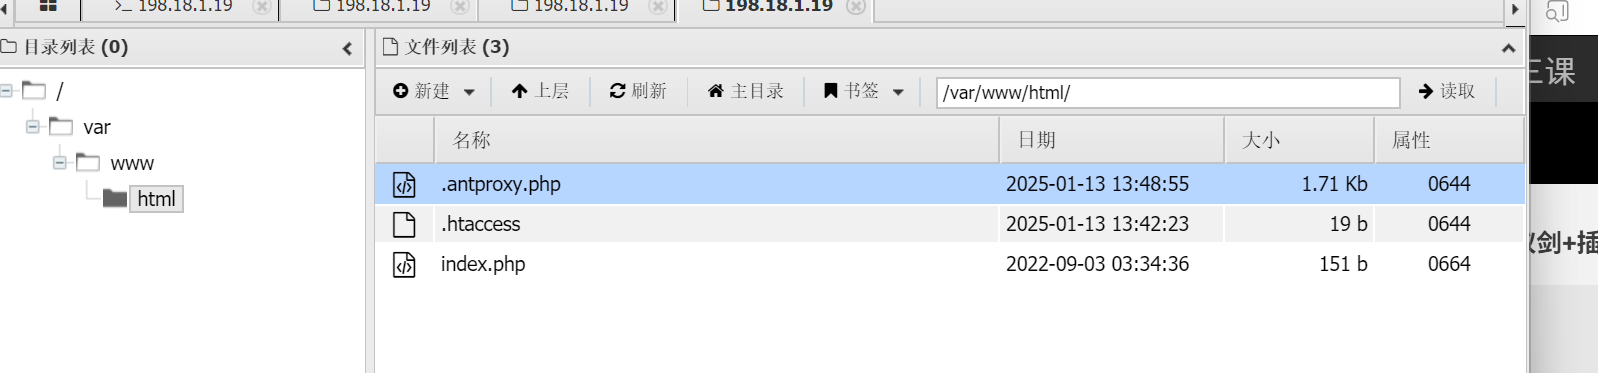 198.18.1.19 198.18.1.19 198.18.1.19 198.18.1.19
目录列表 (0)
文件列表 (3)
新建 上层 刷新 主目录 书签 /var/www/html/ 读取
/
var
www
html
名称 日期 大小 属性
.antproxy.php 2025-01-13 13:48:55 1.71 Kb 0644
.htaccess 2025-01-13 13:42:23 19 b 0644
index.php 2022-09-03 03:34:36 151 b 0664
三课
剑+插